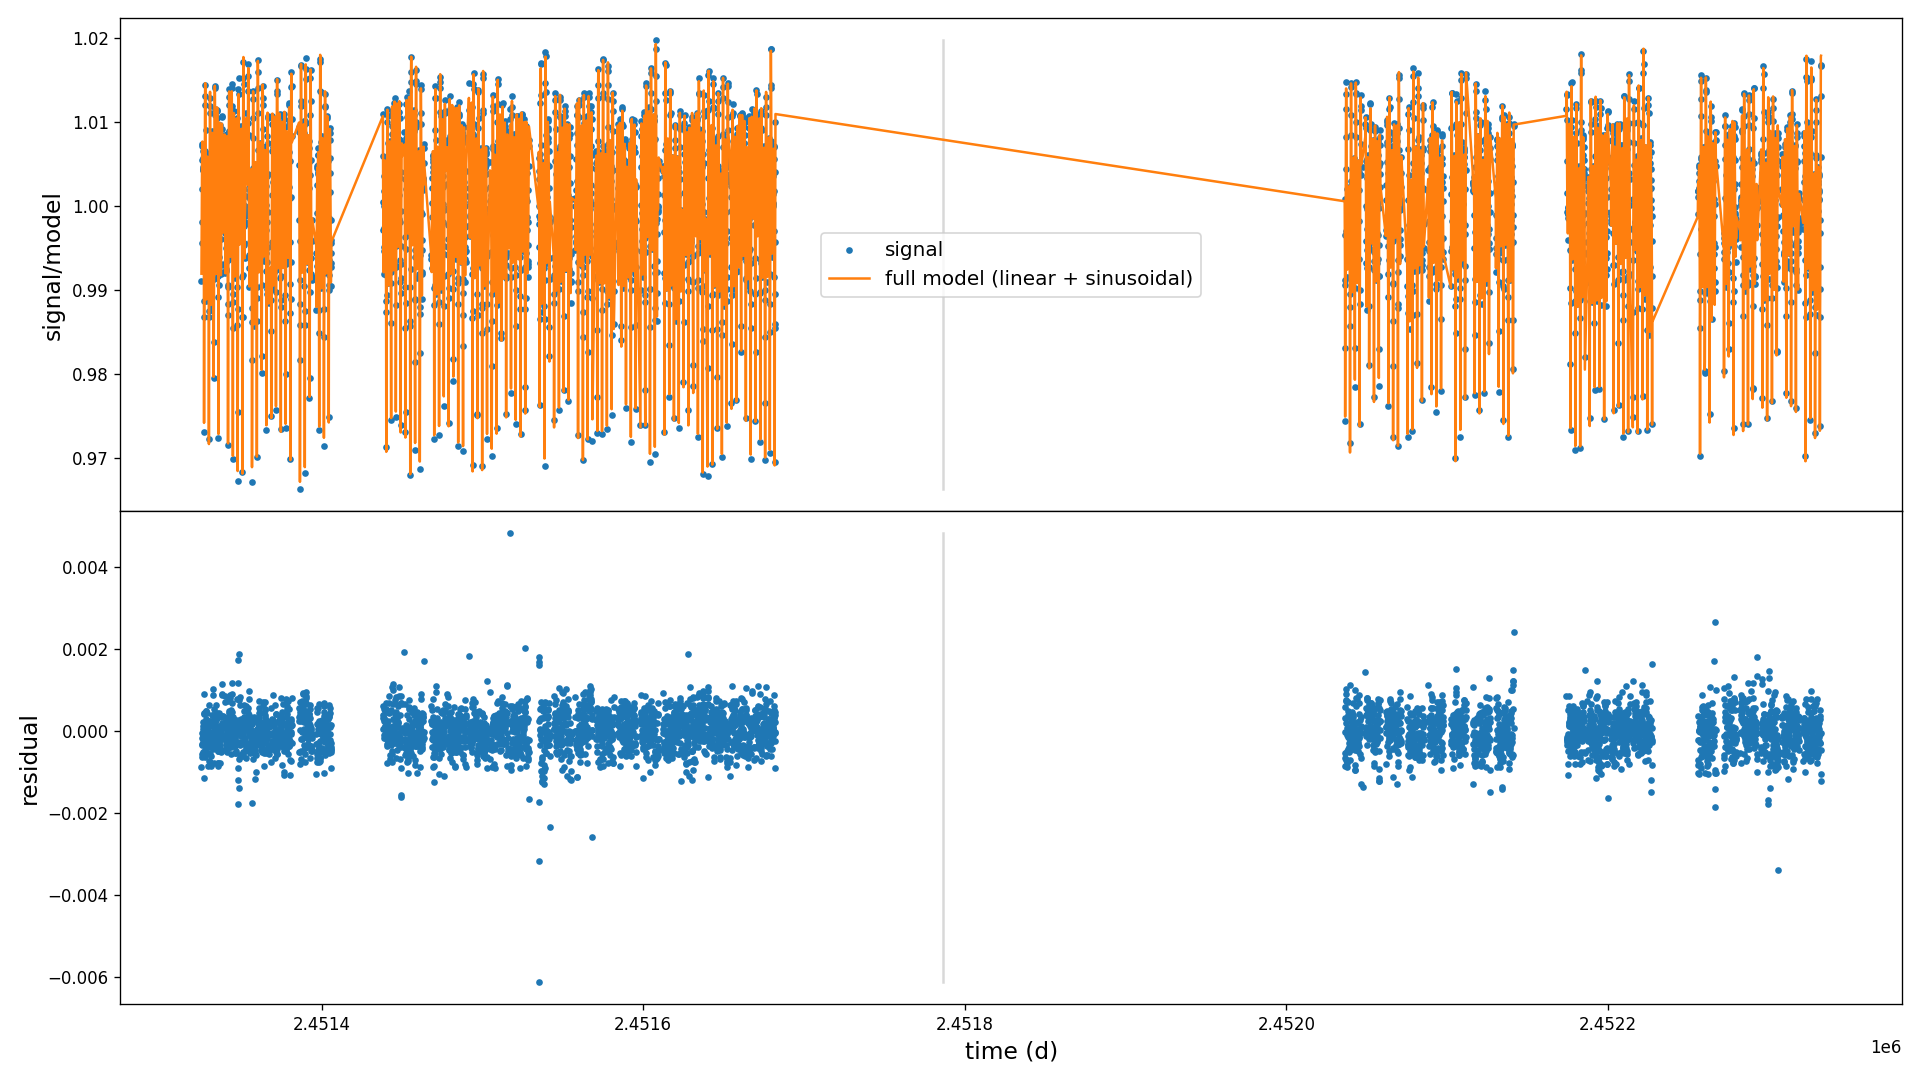 1.02
1.01
1.00
0.99
0.98
0.97
signal/model
signal
full model (linear + sinusoidal)
0.004
0.002
0.000
−0.002
−0.004
−0.006
residual
2.4514
2.4516
2.4518
2.4520
2.4522
1e6
time (d)